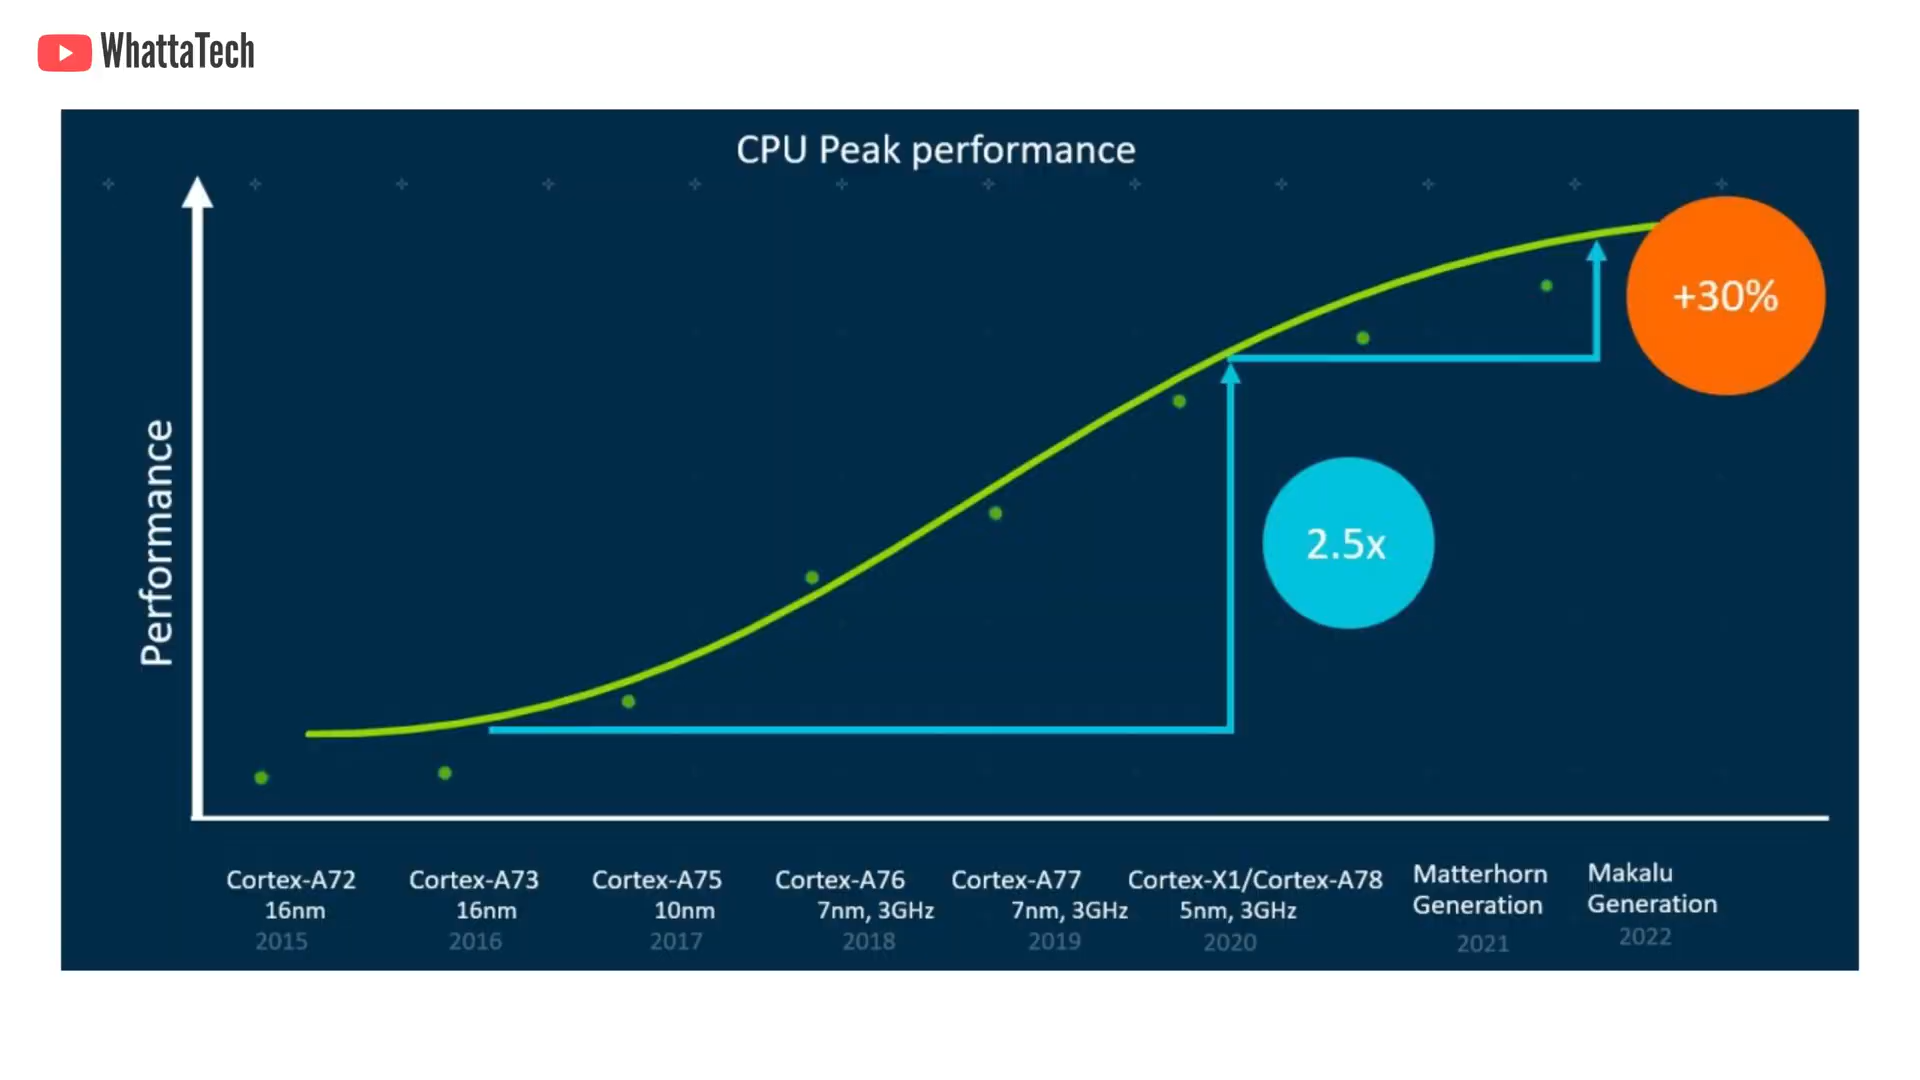 WhattaTech
CPU Peak performance
+30%
2.5x
Performance
Cortex-A72
16nm
2015
Cortex-A73
16nm
2016
Cortex-A75
10nm
2017
Cortex-A76
7nm, 3GHz
2018
Cortex-A77
7nm, 3GHz
2019
Cortex-X1/Cortex-A78
5nm, 3GHz
2020
Matterhorn
Generation
2021
Makalu
Generation
2022